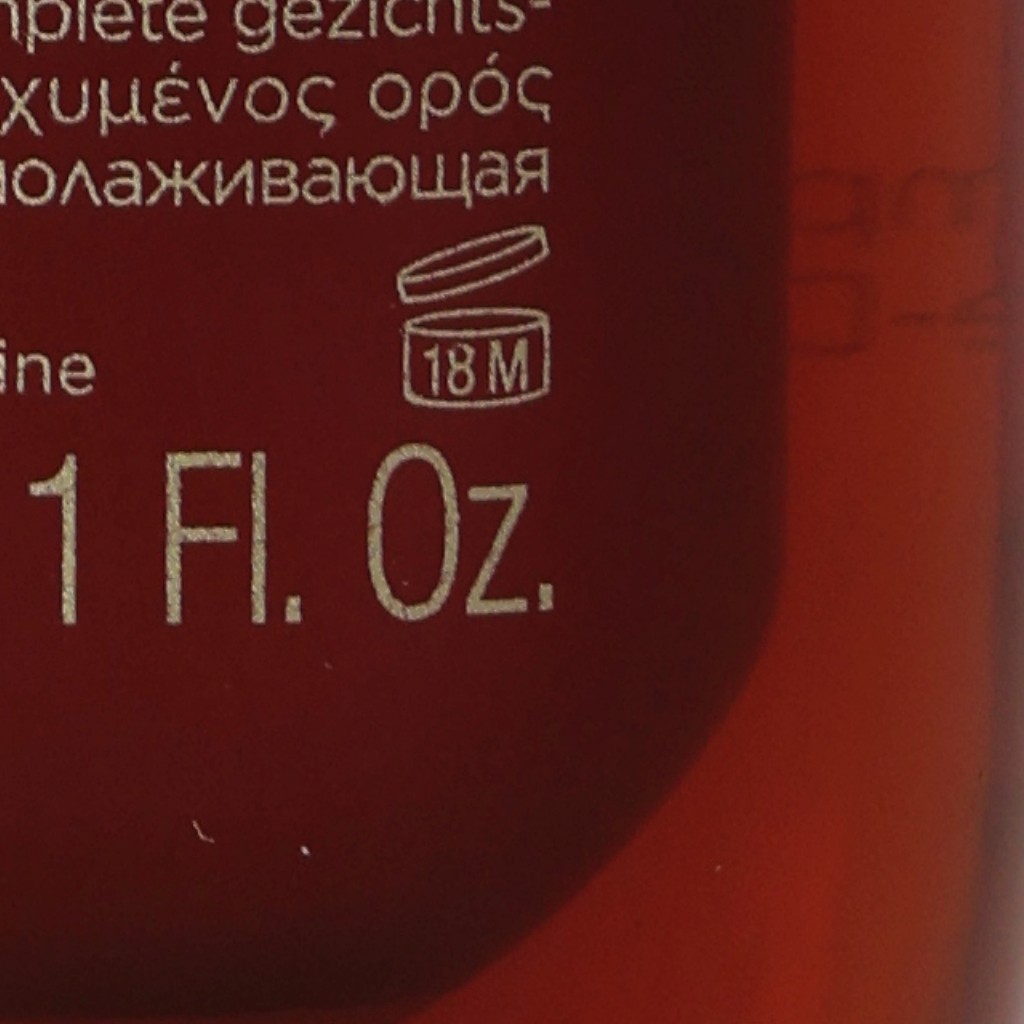 mplete gezichts-
χυμένος ορός
молаживающая
ine
18 M
1 Fl. Oz.